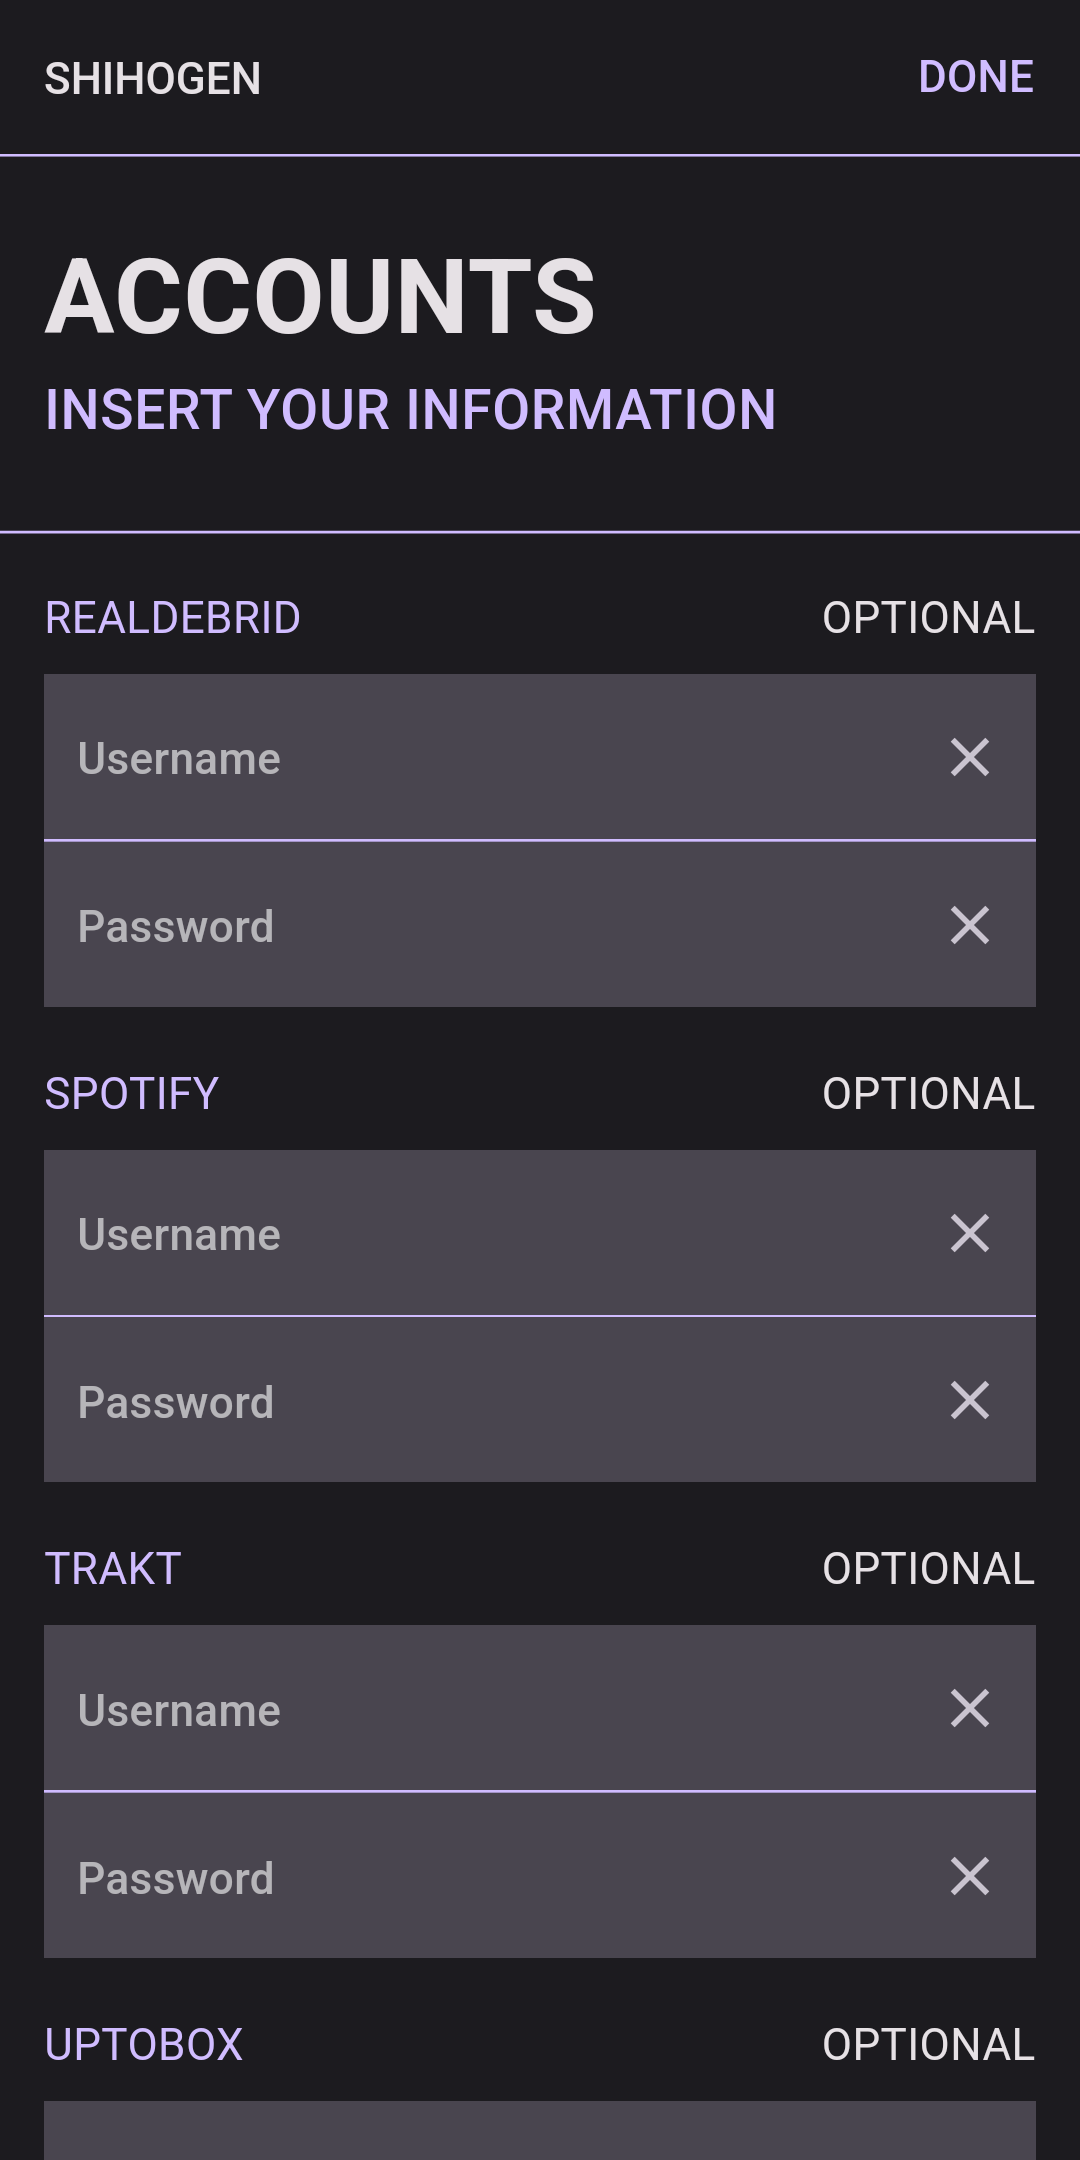 SHIHOGEN DONE
ACCOUNTS
INSERT YOUR INFORMATION
REALDEBRID OPTIONAL
Username
Password
SPOTIFY OPTIONAL
Username
Password
TRAKT OPTIONAL
Username
Password
UPTOBOX OPTIONAL